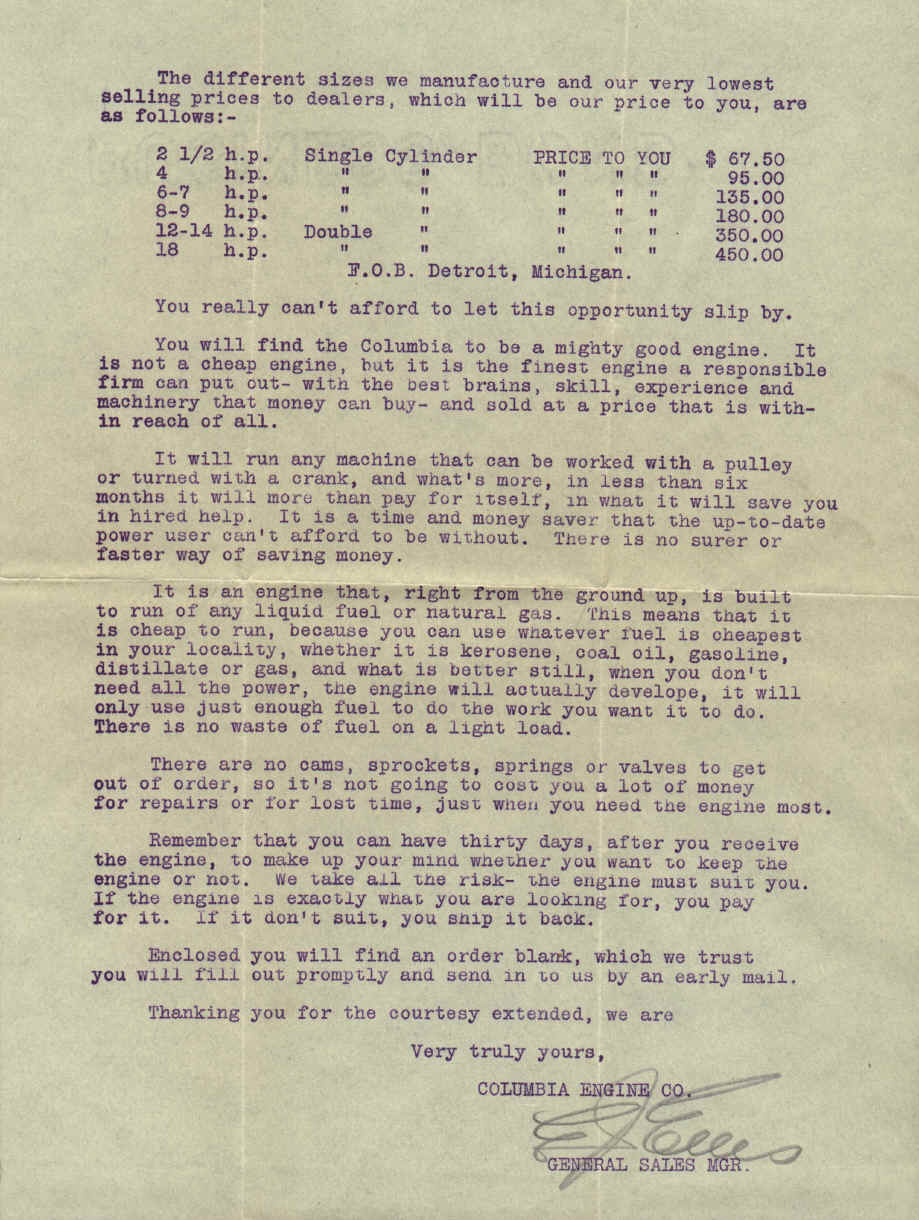 The different sizes we manufacture and our very lowest
selling prices to dealers, which will be our price to you, are
as follows:-
2 1/2 h.p. Single Cylinder PRICE TO YOU $ 67.50
4 h.p. " " " " " 95.00
6-7 h.p. " " " " " 135.00
8-9 h.p. " " " " " 180.00
12-14 h.p. Double " " " " 350.00
18 h.p. " " " " " 450.00
F.O.B. Detroit, Michigan.
You really can't afford to let this opportunity slip by.
You will find the Columbia to be a mighty good engine. It
is not a cheap engine, but it is the finest engine a responsible
firm can put out- with the best brains, skill, experience and
machinery that money can buy- and sold at a price that is with-
in reach of all.
It will run any machine that can be worked with a pulley
or turned with a crank, and what's more, in less than six
months it will more than pay for itself, in what it will save you
in hired help. It is a time and money saver that the up-to-date
power user can't afford to be without. There is no surer or
faster way of saving money.
It is an engine that, right from the ground up, is built
to run of any liquid fuel or natural gas. This means that it
is cheap to run, because you can use whatever fuel is cheapest
in your locality, whether it is kerosene, coal oil, gasoline,
distillate or gas, and what is better still, when you don't
need all the power, the engine will actually develope, it will
only use just enough fuel to do the work you want it to do.
There is no waste of fuel on a light load.
There are no cams, sprockets, springs or valves to get
out of order, so it's not going to cost you a lot of money
for repairs or for lost time, just when you need the engine most.
Remember that you can have thirty days, after you receive
the engine, to make up your mind whether you want to keep the
engine or not. We take all the risk- the engine must suit you.
If the engine is exactly what you are looking for, you pay
for it. If it don't suit, you ship it back.
Enclosed you will find an order blank, which we trust
you will fill out promptly and send in to us by an early mail.
Thanking you for the courtesy extended, we are
Very truly yours,
COLUMBIA ENGINE CO.
GENERAL SALES MGR.